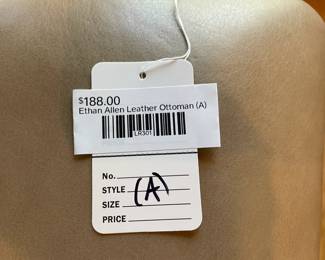 $188.00
Ethan Allen Leather Ottoman (A)
LR301
No.
STYLE
(A)
SIZE
PRICE